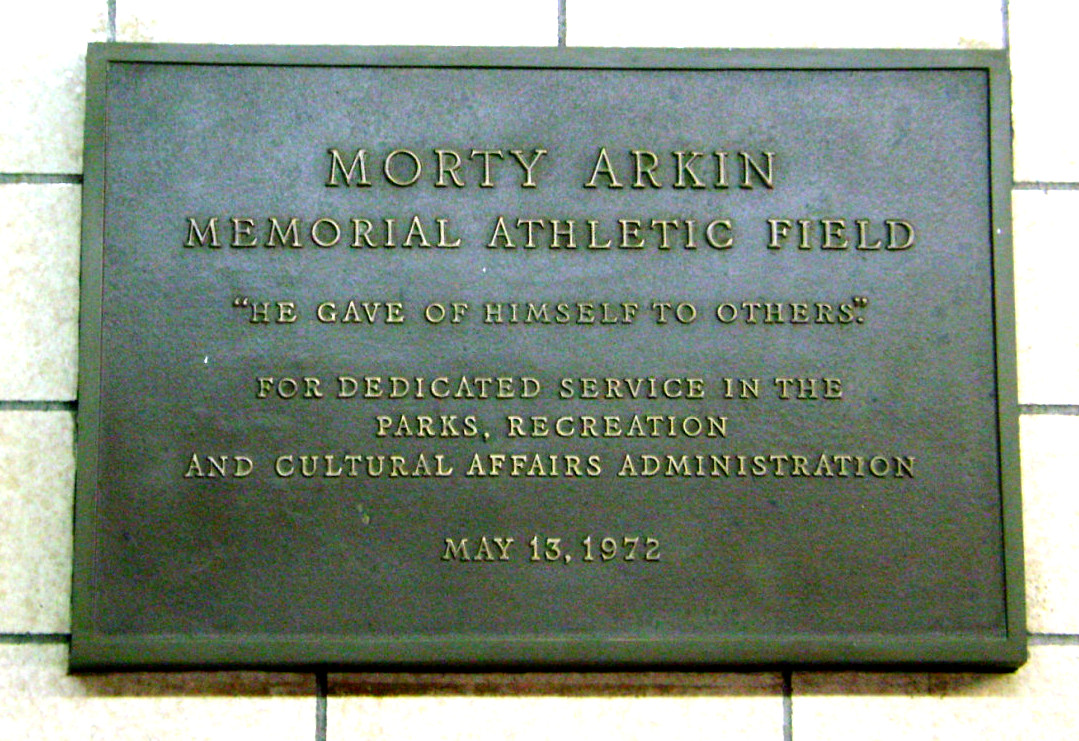 MORTY ARKIN
MEMORIAL ATHLETIC FIELD
"HE GAVE OF HIMSELF TO OTHERS."
FOR DEDICATED SERVICE IN THE
PARKS, RECREATION
AND CULTURAL AFFAIRS ADMINISTRATION
MAY 13, 1972